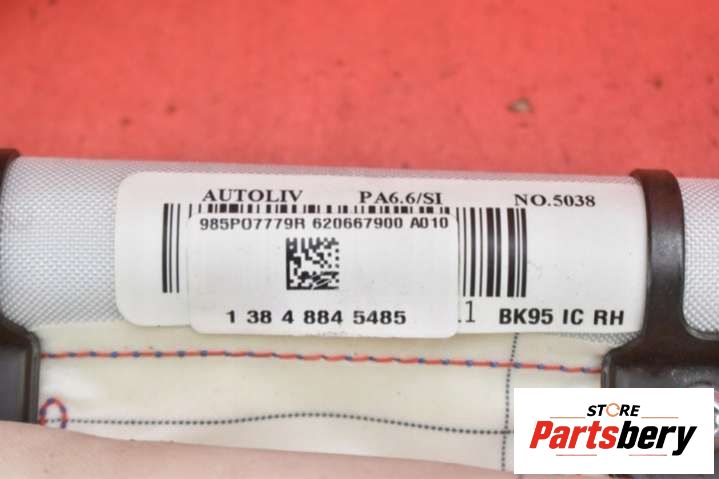 AUTOLIV PA6.6/SI NO.5038
985P07779R 620667900 A010
1 38 4 884 5485
BK95 IC RH
STORE
Partsbery